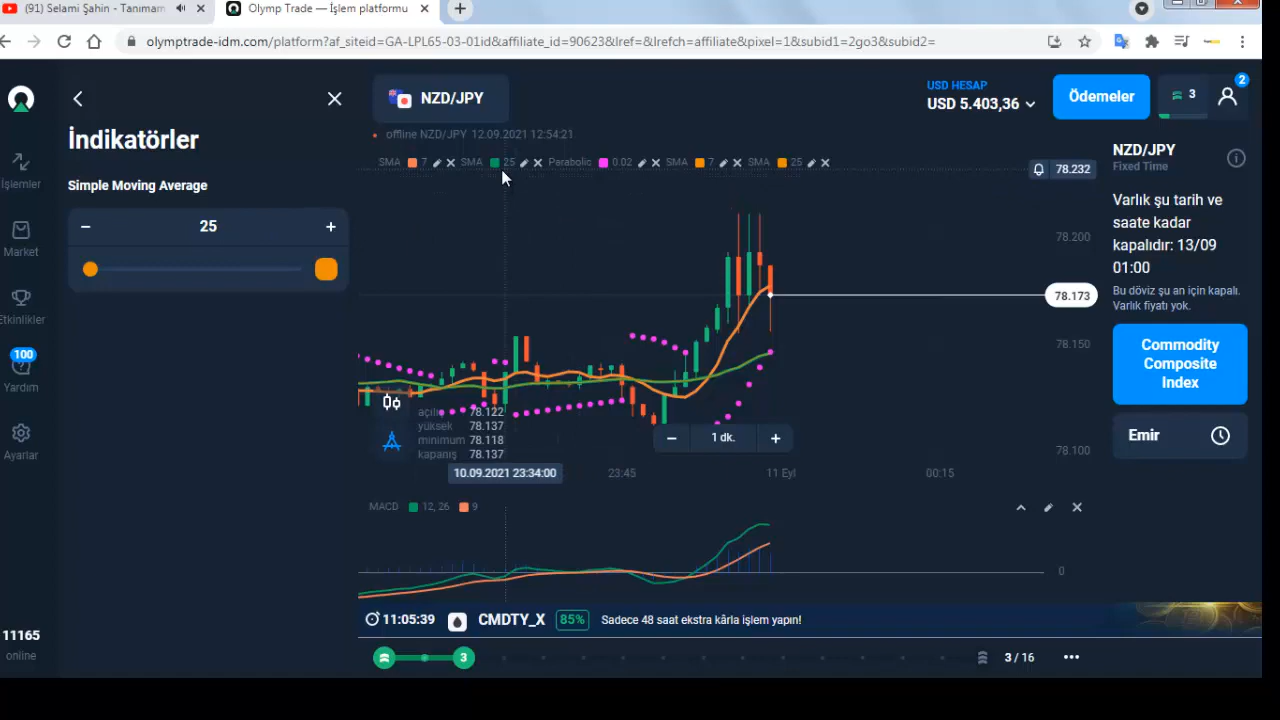 (91) Selami Şahin - Tanımam
Olymp Trade — İşlem platformu
olymptrade-idm.com/platform?af_siteid=GA-LPL65-03-01id&affiliate_id=90623&lref=&lrefch=affiliate&pixel=1&subid1=2go3&subid2=
İşlemler
Market
Etkinlikler
100
Yardım
Ayarlar
11165
online
İndikatörler
Simple Moving Average
− 25 +
NZD/JPY
offline NZD/JPY 12.09.2021 12:54:21
SMA 7 SMA 25 Parabolic 0.02 SMA 7 SMA 25
USD HESAP
USD 5.403,36
Ödemeler
3
2
78.232
78.200
78.173
78.150
78.100
açılış 78.122
yüksek 78.137
minimum 78.118
kapanış 78.137
− 1 dk. +
10.09.2021 23:34:00
23:45
11 Eyl
00:15
MACD 12, 26 9
0
11:05:39 CMDTY_X 85% Sadece 48 saat ekstra kârla işlem yapın!
3
3 / 16
NZD/JPY
Fixed Time
Varlık şu tarih ve
saate kadar
kapalıdır: 13/09
01:00
Bu döviz şu an için kapalı.
Varlık fiyatı yok.
Commodity
Composite
Index
Emir